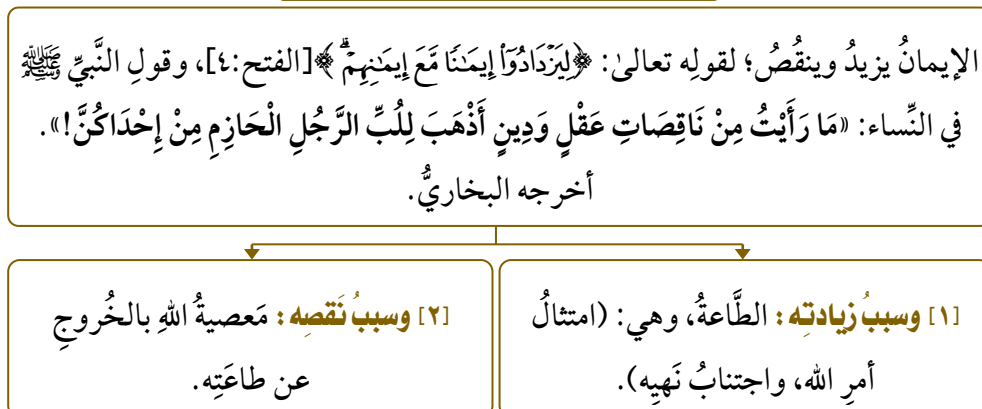 الإيمانُ يزيدُ وينقُصُ؛ لقولِه تعالىٰ: ﴿لِيَزۡدَادُوٓاْ إِيمَٰنٗا مَّعَ إِيمَٰنِهِمۡۗ﴾ [الفتح:٤]، وقولِ النَّبيِّ ﷺ
في النِّساء: «مَا رَأَيْتُ مِنْ نَاقِصَاتِ عَقْلٍ وَدِينٍ أَذْهَبَ لِلُبِّ الرَّجُلِ الْحَازِمِ مِنْ إِحْدَاكُنَّ!».
أخرجه البخاريُّ.
[١] وسببُ زيادتِه: الطَّاعةُ، وهي: (امتثالُ
أمرِ الله، واجتنابُ نَهيِه).
[٢] وسببُ نَقصِه: مَعصيةُ اللهِ بالخُروجِ
عن طاعَتِه.